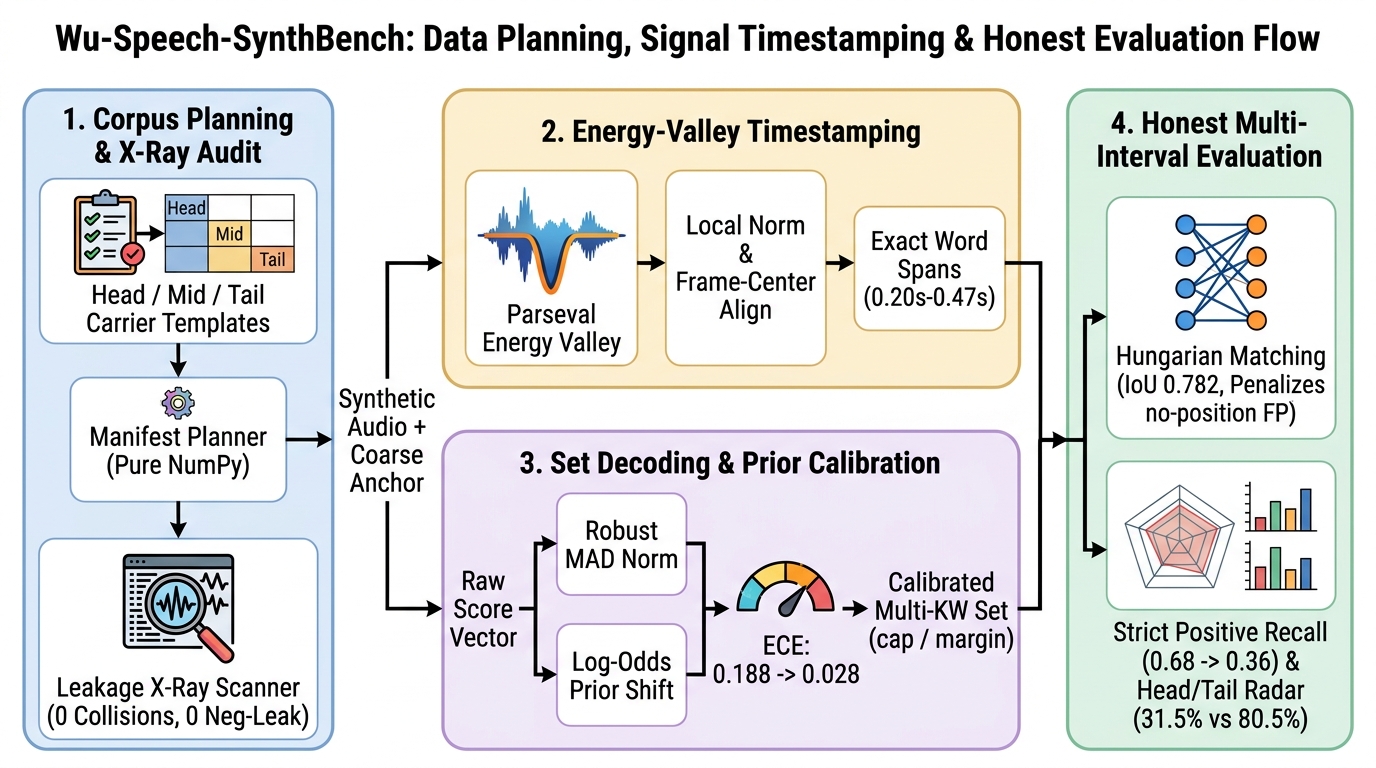 Wu-Speech-SynthBench: Data Planning, Signal Timestamping & Honest Evaluation Flow
1. Corpus Planning
& X-Ray Audit
Head
Mid
Tail
Head / Mid / Tail
Carrier Templates
Manifest Planner
(Pure NumPy)
Leakage X-Ray Scanner
(0 Collisions, 0 Neg-Leak)
Synthetic
Audio +
Coarse
Anchor
2. Energy-Valley Timestamping
Parseval
Energy Valley
Local Norm
&
Frame-Center
Align
Exact Word
Spans
(0.20s-0.47s)
3. Set Decoding & Prior Calibration
Raw
Score
Vector
Robust
MAD Norm
Log-Odds
Prior Shift
ECE:
0.188 -> 0.028
Calibrated
Multi-KW Set
(cap / margin)
4. Honest Multi-
Interval Evaluation
Hungarian Matching
(IoU 0.782, Penalizes
no-position FP)
Strict Positive Recall
(0.68 -> 0.36) &
Head/Tail Radar
(31.5% vs 80.5%)